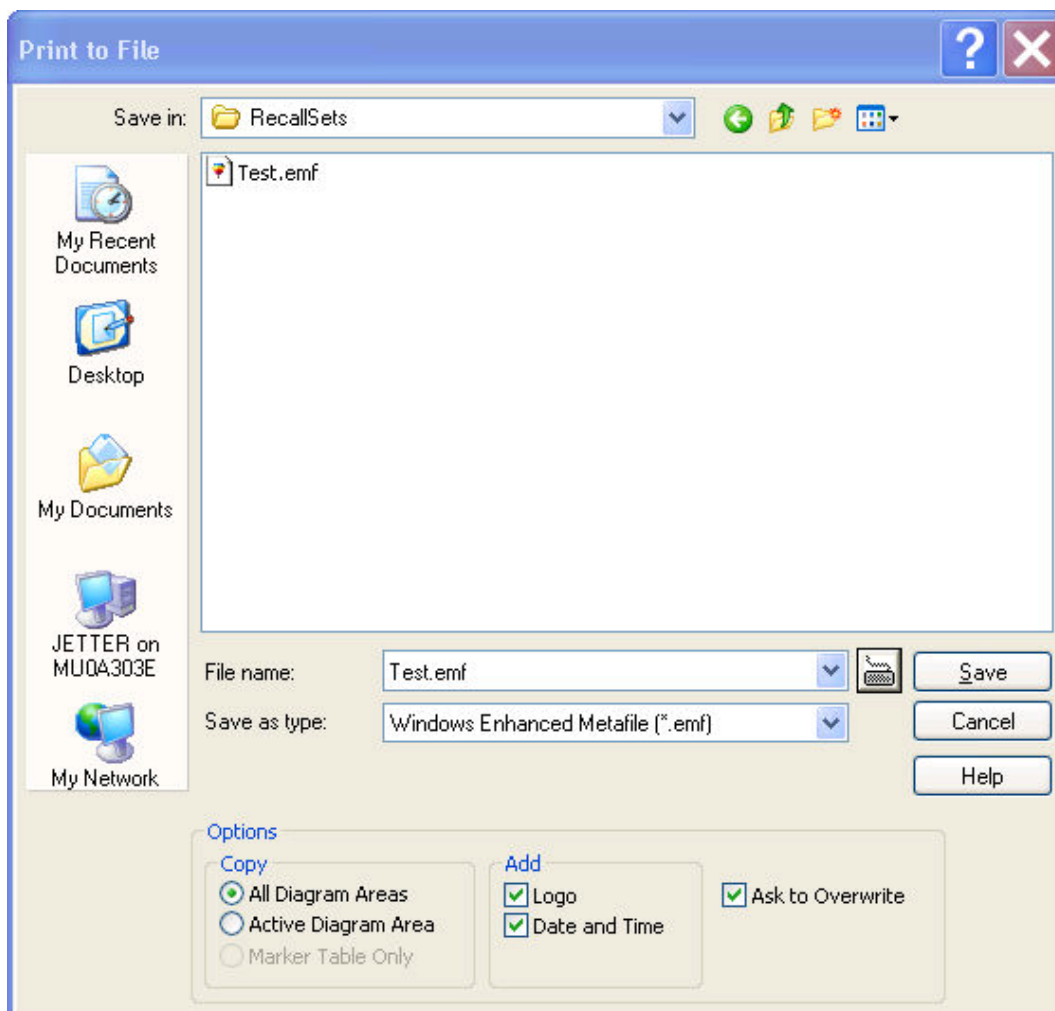 Print to File
Save in:
RecallSets
Test.emf
My Recent
Documents
Desktop
My Documents
JETTER on
MU0A303E
My Network
File name:
Test.emf
Save
Save as type:
Windows Enhanced Metafile (*.emf)
Cancel
Help
Options
Copy
All Diagram Areas
Active Diagram Area
Marker Table Only
Add
Logo
Date and Time
Ask to Overwrite